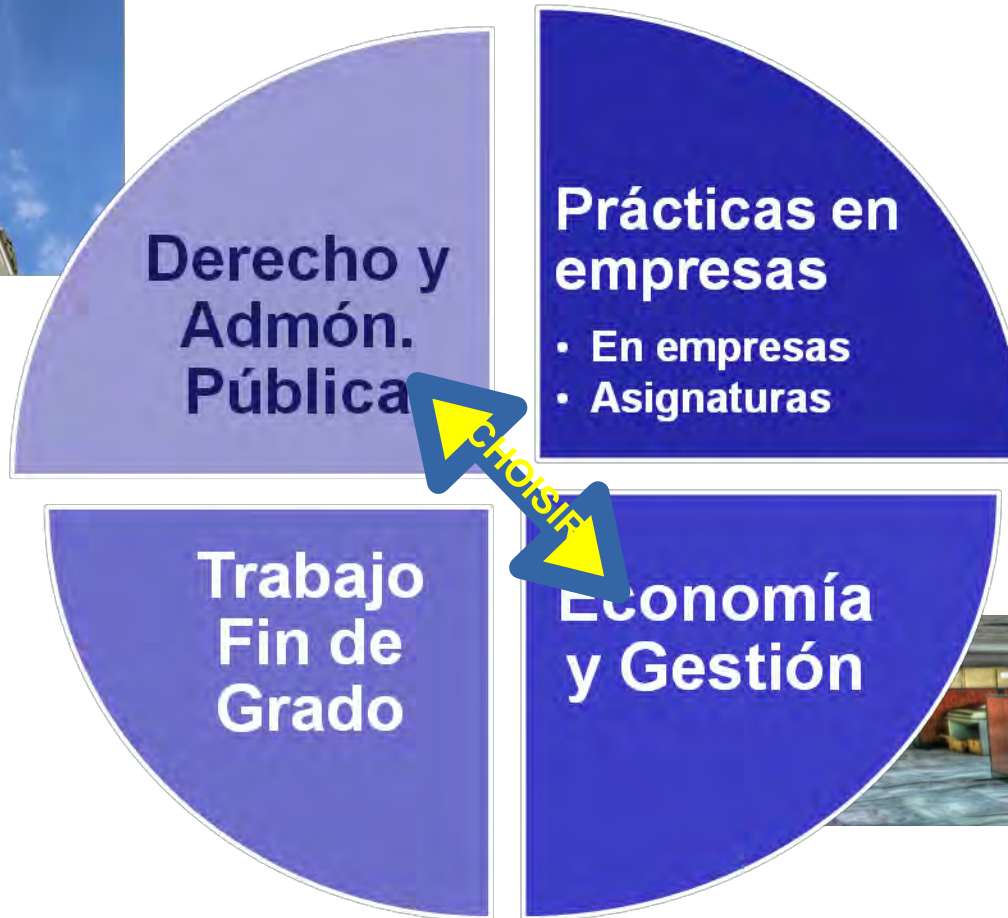 Derecho y
Admón.
Pública
Prácticas en
empresas
• En empresas
• Asignaturas
CHOISIR
Trabajo
Fin de
Grado
Economía
y Gestión